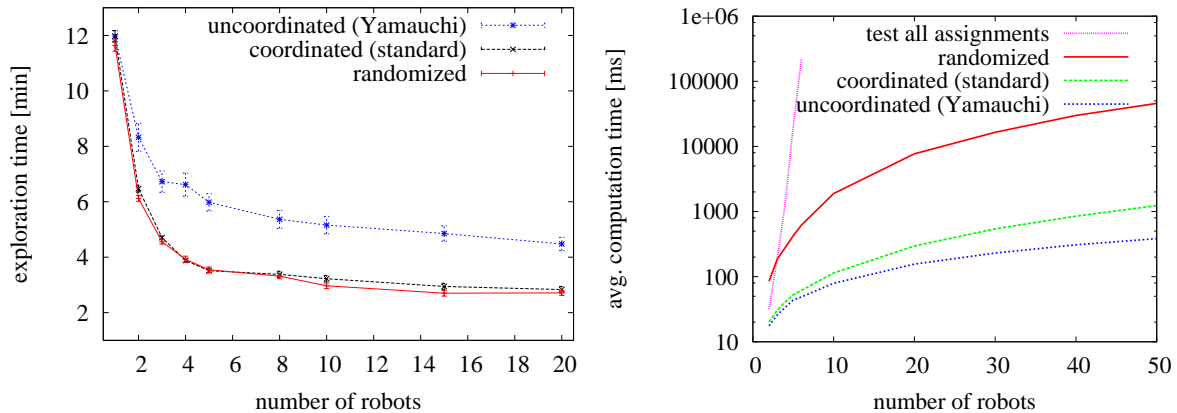 uncoordinated (Yamauchi)
coordinated (standard)
randomized
exploration time [min]
12
10
8
6
4
2
2 4 6 8 10 12 14 16 18 20
number of robots
test all assignments
randomized
coordinated (standard)
uncoordinated (Yamauchi)
avg. computation time [ms]
1e+06
100000
10000
1000
100
10
0 10 20 30 40 50
number of robots